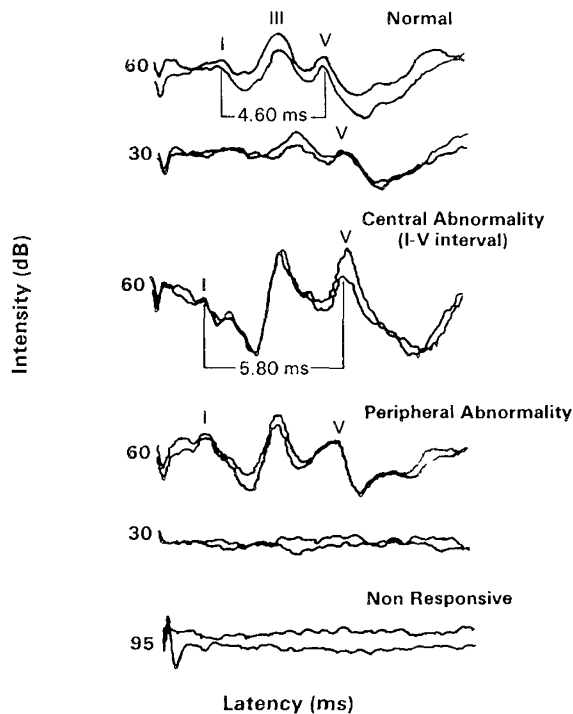 Normal
I III V
60
4.60 ms
V
30
Intensity (dB)
Central Abnormality
(I-V interval)
V
60
I
5.80 ms
Peripheral Abnormality
I V
60
30
Non Responsive
95
Latency (ms)